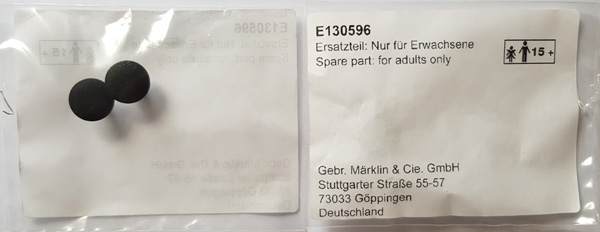 E130596
Ersatzteil: Nur für Erwachsene
Spare part: for adults only
15 +
Gebr. Märklin & Cie. GmbH
Stuttgarter Straße 55-57
73033 Göppingen
Deutschland